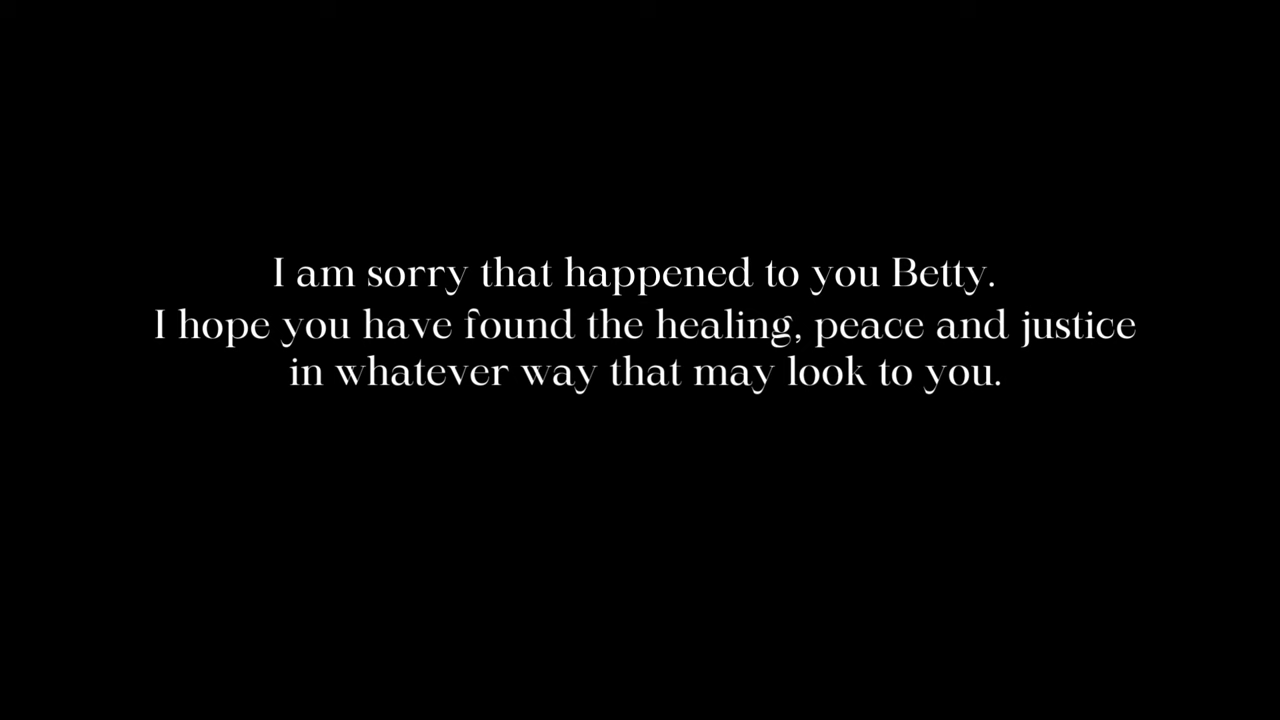 I am sorry that happened to you Betty.
I hope you have found the healing, peace and justice
in whatever way that may look to you.